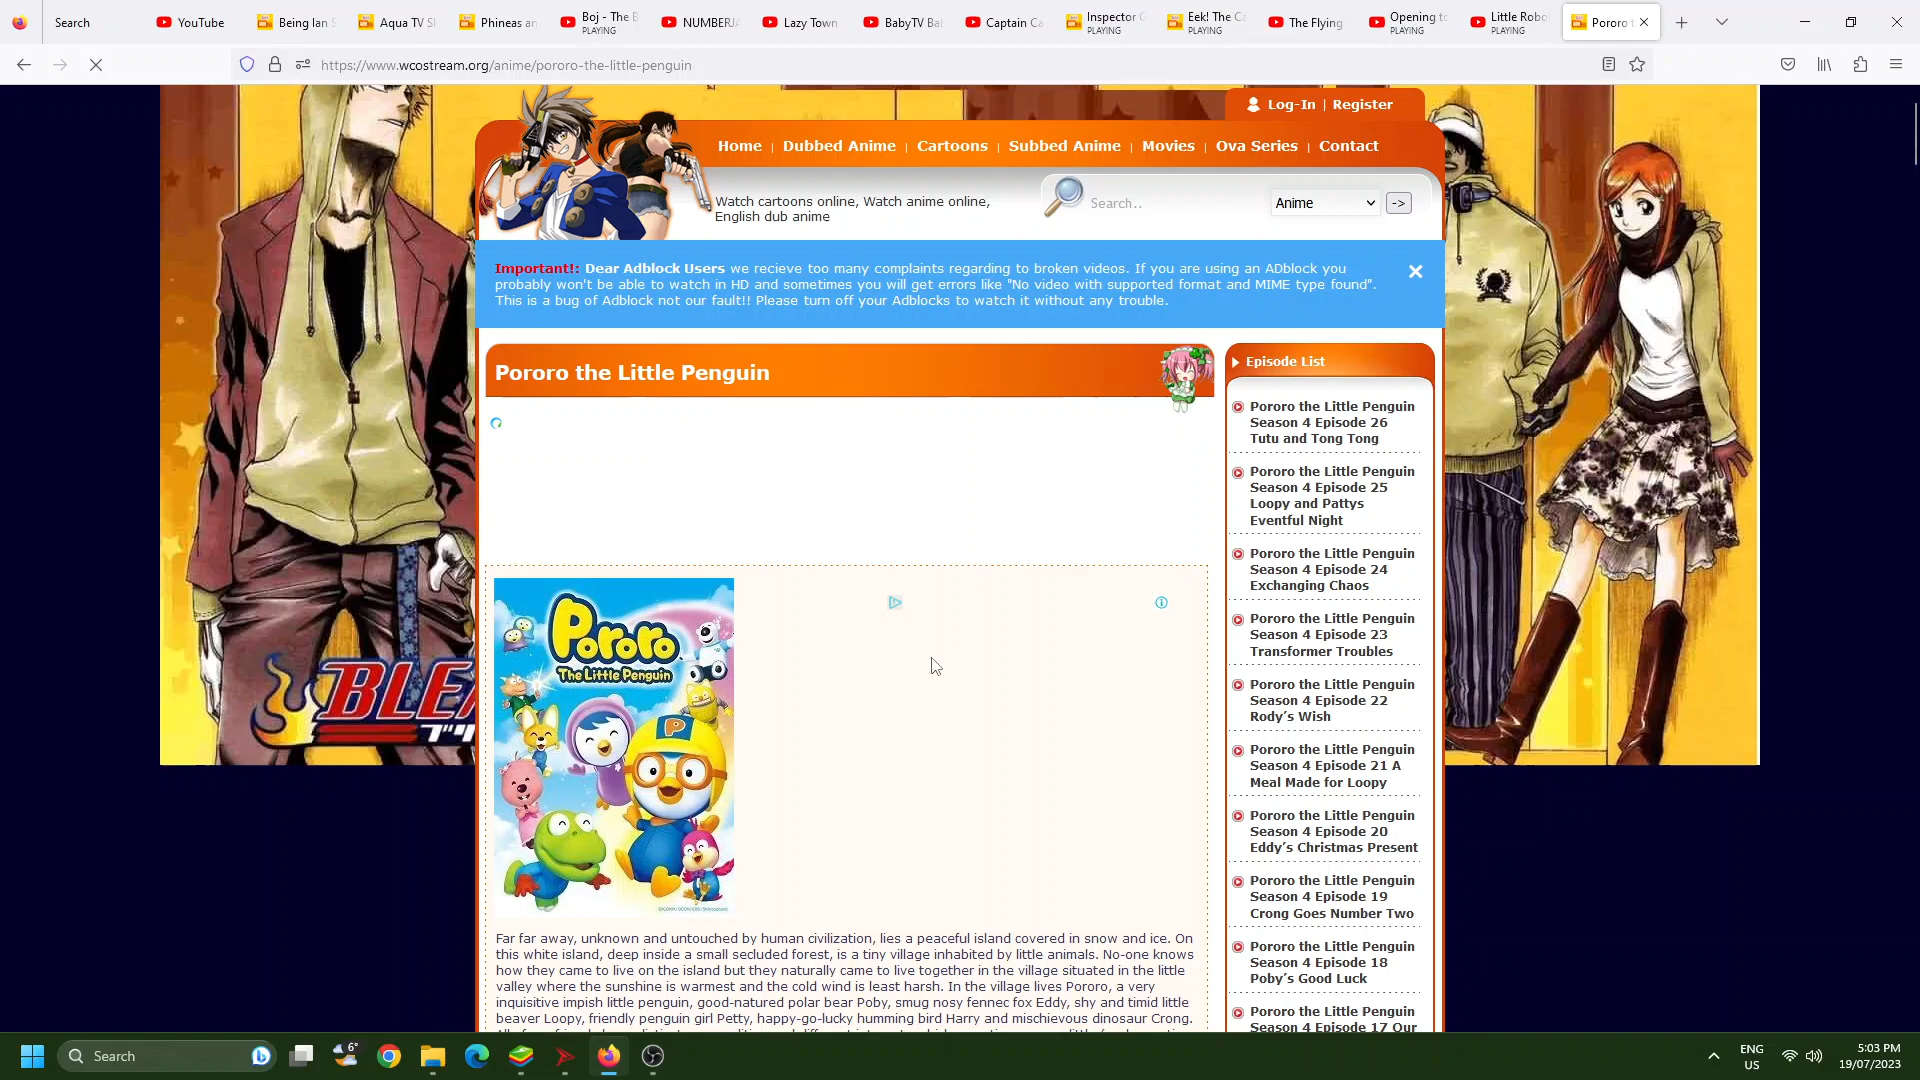 Search
YouTube
Being Ian S
Aqua TV S
Phineas an
Boj - The B
PLAYING
NUMBERJA
Lazy Town
BabyTV Ba
Captain Ca
Inspector G
PLAYING
Eek! The Ca
PLAYING
The Flying
Opening to
PLAYING
Little Robo
PLAYING
Pororo t
https://www.wcostream.org/anime/pororo-the-little-penguin
Log-In | Register
Home | Dubbed Anime | Cartoons | Subbed Anime | Movies | Ova Series | Contact
Watch cartoons online, Watch anime online,
English dub anime
Search..
Anime
->
Important!: Dear Adblock Users we recieve too many complaints regarding to broken videos. If you are using an ADblock you
probably won't be able to watch in HD and sometimes you will get errors like "No video with supported format and MIME type found".
This is a bug of Adblock not our fault!! Please turn off your Adblocks to watch it without any trouble.
Pororo the Little Penguin
Pororo
The Little Penguin
P
BLEA
Far far away, unknown and untouched by human civilization, lies a peaceful island covered in snow and ice. On
this white island, deep inside a small secluded forest, is a tiny village inhabited by little animals. No-one knows
how they came to live on the island but they naturally came to live together in the village situated in the little
valley where the sunshine is warmest and the cold wind is least harsh. In the village lives Pororo, a very
inquisitive impish little penguin, good-natured polar bear Poby, smug nosy fennec fox Eddy, shy and timid little
beaver Loopy, friendly penguin girl Petty, happy-go-lucky humming bird Harry and mischievous dinosaur Crong.
Episode List
Pororo the Little Penguin
Season 4 Episode 26
Tutu and Tong Tong
Pororo the Little Penguin
Season 4 Episode 25
Loopy and Pattys
Eventful Night
Pororo the Little Penguin
Season 4 Episode 24
Exchanging Chaos
Pororo the Little Penguin
Season 4 Episode 23
Transformer Troubles
Pororo the Little Penguin
Season 4 Episode 22
Rody’s Wish
Pororo the Little Penguin
Season 4 Episode 21 A
Meal Made for Loopy
Pororo the Little Penguin
Season 4 Episode 20
Eddy’s Christmas Present
Pororo the Little Penguin
Season 4 Episode 19
Crong Goes Number Two
Pororo the Little Penguin
Season 4 Episode 18
Poby’s Good Luck
Pororo the Little Penguin
Season 4 Episode 17 Our
Search
6°
ENG
US
5:03 PM
19/07/2023